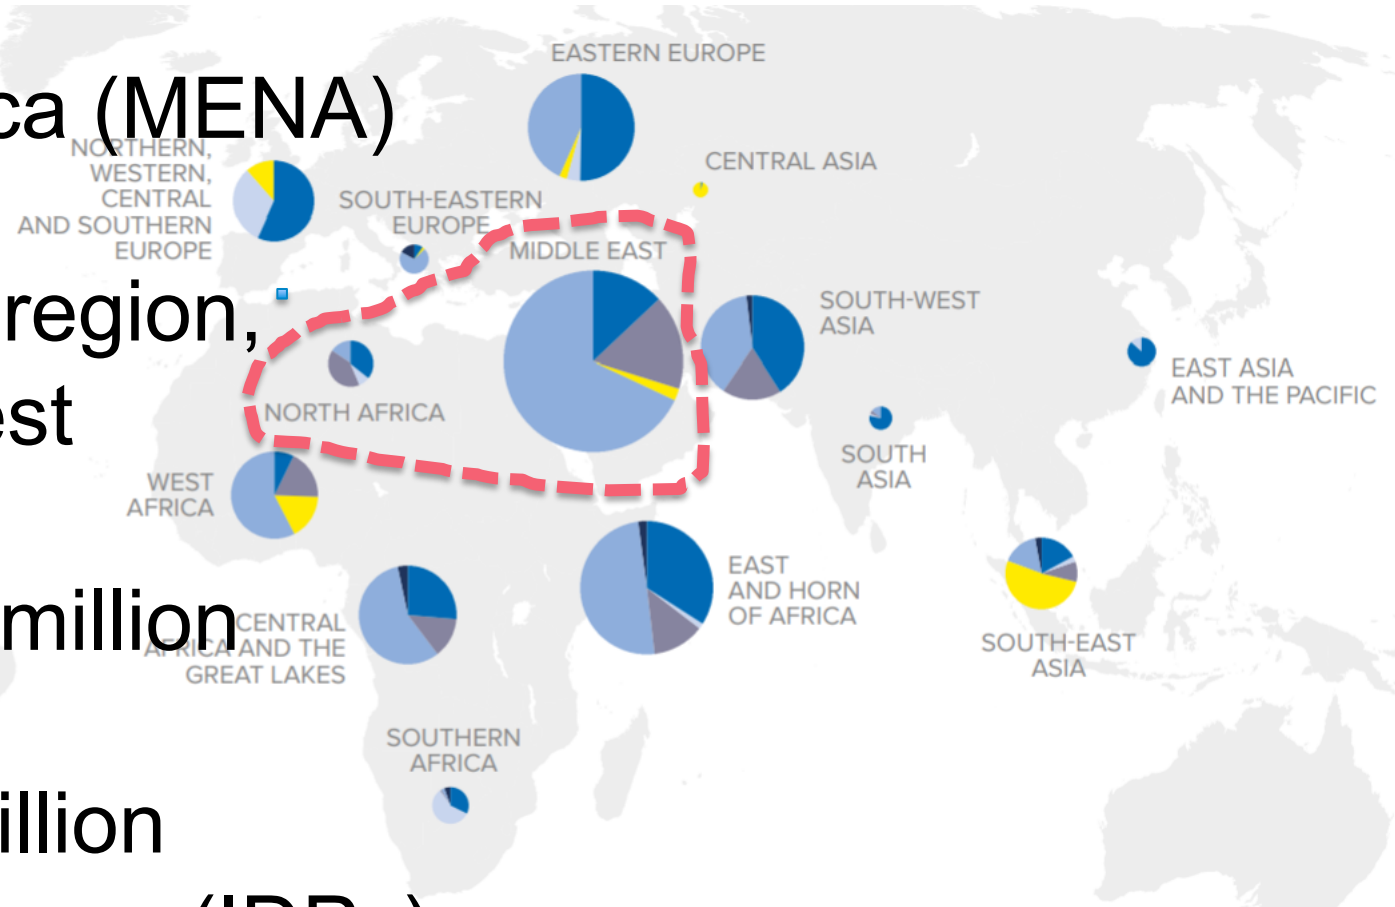 EASTERN EUROPE
ca (MENA)
NORTHERN,
WESTERN,
CENTRAL
AND SOUTHERN
EUROPE
CENTRAL ASIA
SOUTH-EASTERN
EUROPE
MIDDLE EAST
region,
SOUTH-WEST
ASIA
EAST ASIA
AND THE PACIFIC
est
NORTH AFRICA
SOUTH
ASIA
WEST
AFRICA
EAST
AND HORN
OF AFRICA
million
CENTRAL
AFRICA AND THE
GREAT LAKES
SOUTH-EAST
ASIA
SOUTHERN
AFRICA
illion